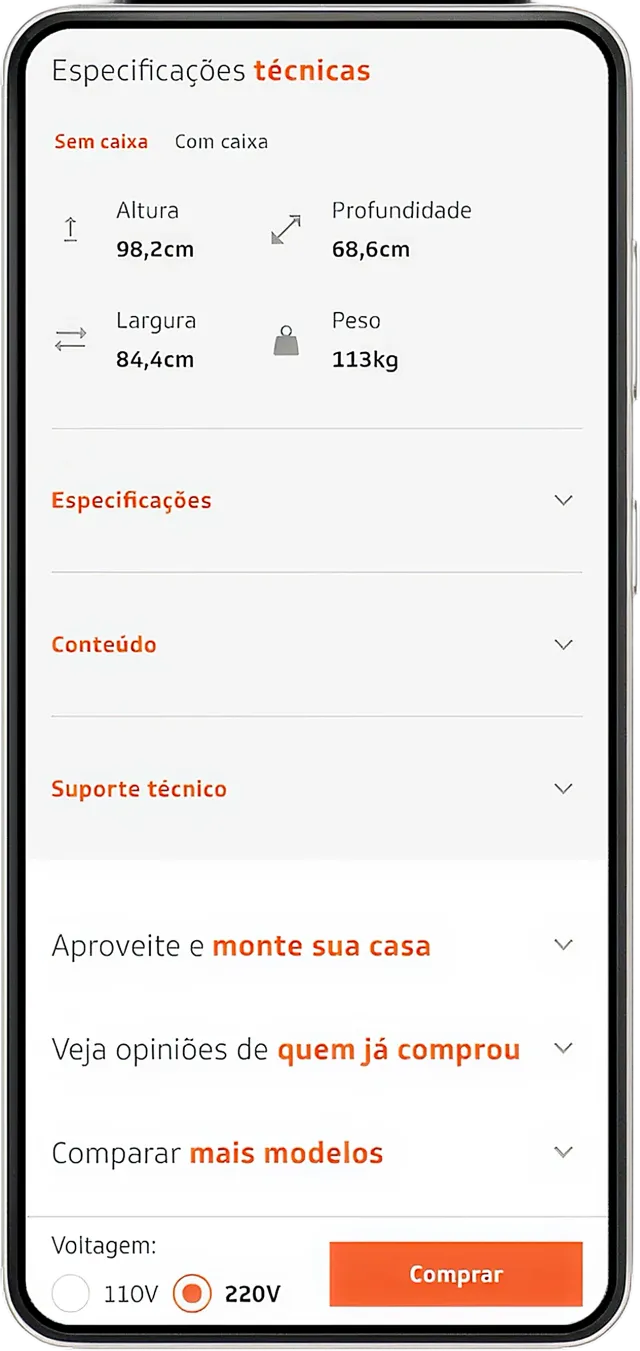 Especificações técnicas
Sem caixa Com caixa
Altura Profundidade
98,2cm 68,6cm
Largura Peso
84,4cm 113kg
Especificações
Conteúdo
Suporte técnico
Aproveite e monte sua casa
Veja opiniões de quem já comprou
Comparar mais modelos
Voltagem:
110V 220V Comprar